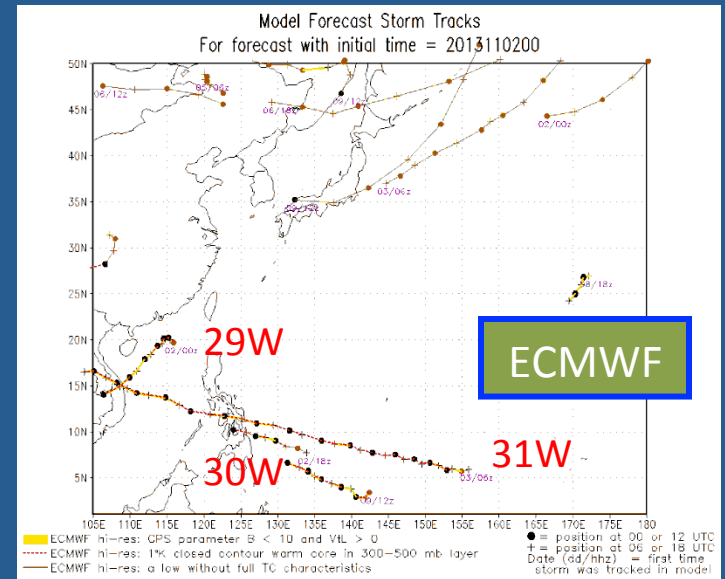 Model Forecast Storm Tracks
For forecast with initial time = 2013110200
50N
45N
40N
35N
30N
25N
20N
15N
10N
5N
06/12z
06/18z
09/12z
02/00z
03/06z
08/18z
29W
02/00z
ECMWF
31W
30W
02/18z
03/06z
09/12z
105E 110E 115E 120E 125E 130E 135E 140E 145E 150E 155E 160E 165E 170E 175E 180
ECMWF hi-res: CPS parameter B < 10 and VtL > 0
ECMWF hi-res: 1°K closed contour warm core in 300-500 mb layer
ECMWF hi-res: a low without full TC characteristics
● = position at 00 or 12 UTC
+ = position at 06 or 18 UTC
Date (dd/hhz) = first time
storm was tracked in model